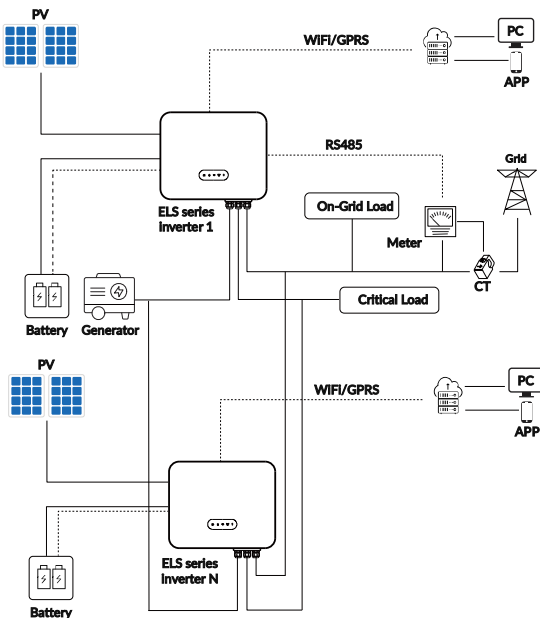 PV
WiFi/GPRS
PC
APP
RS485
Grid
On-Grid Load
ELS series
inverter 1
Meter
CT
Critical Load
Battery
Generator
PV
WiFi/GPRS
PC
APP
ELS series
inverter N
Battery